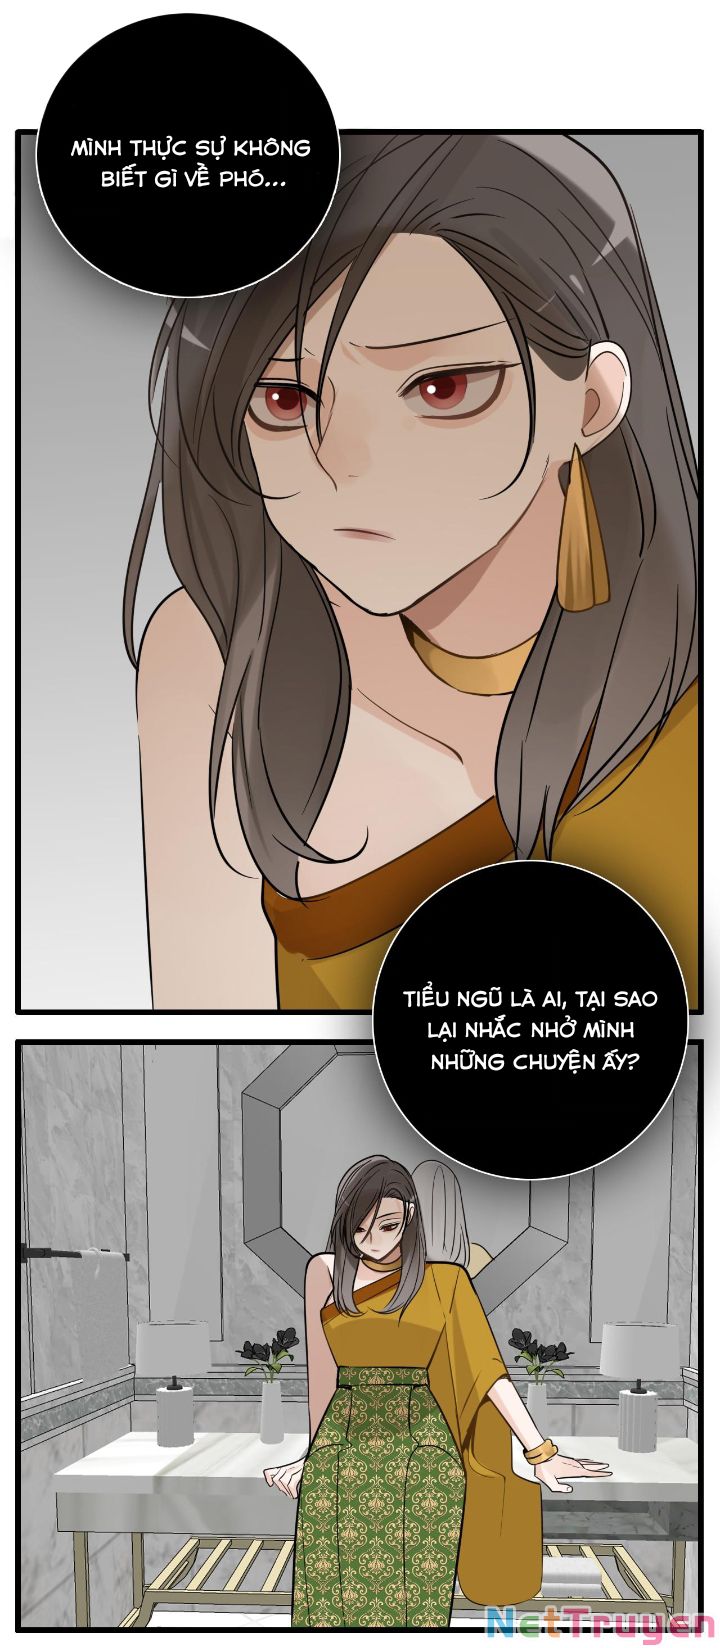 MÌNH THỰC SỰ KHÔNG
BIẾT GÌ VỀ PHÓ...
TIỂU NGŨ LÀ AI, TẠI SAO
LẠI NHẮC NHỞ MÌNH
NHỮNG CHUYỆN ẤY?
NetTruyen